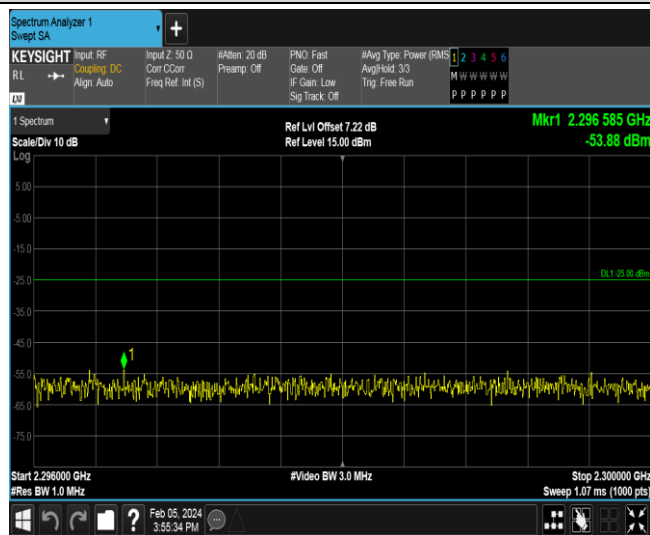 Spectrum Analyzer 1
Swept SA
KEYSIGHT
RL
LXI
Input: RF
Coupling: DC
Align: Auto
Input Z: 50 Ω
Corr CCorr
Freq Ref: Int (S)
#Atten: 20 dB
Preamp: Off
PNO: Fast
Gate: Off
IF Gain: Low
Sig Track: Off
#Avg Type: Power (RMS
Avg|Hold: 3/3
Trig: Free Run
1 2 3 4 5 6
M W W W W W
P P P P P P
1 Spectrum
Scale/Div 10 dB
Ref Lvl Offset 7.22 dB
Ref Level 15.00 dBm
Mkr1 2.296 585 GHz
-53.88 dBm
Log
5.00
-5.00
-15.0
-25.0
DL1 -25.00 dBm
-35.0
-45.0
1
-55.0
-65.0
-75.0
Start 2.296000 GHz
#Video BW 3.0 MHz
Stop 2.300000 GHz
#Res BW 1.0 MHz
Sweep 1.07 ms (1000 pts)
?
Feb 05, 2024
3:55:34 PM